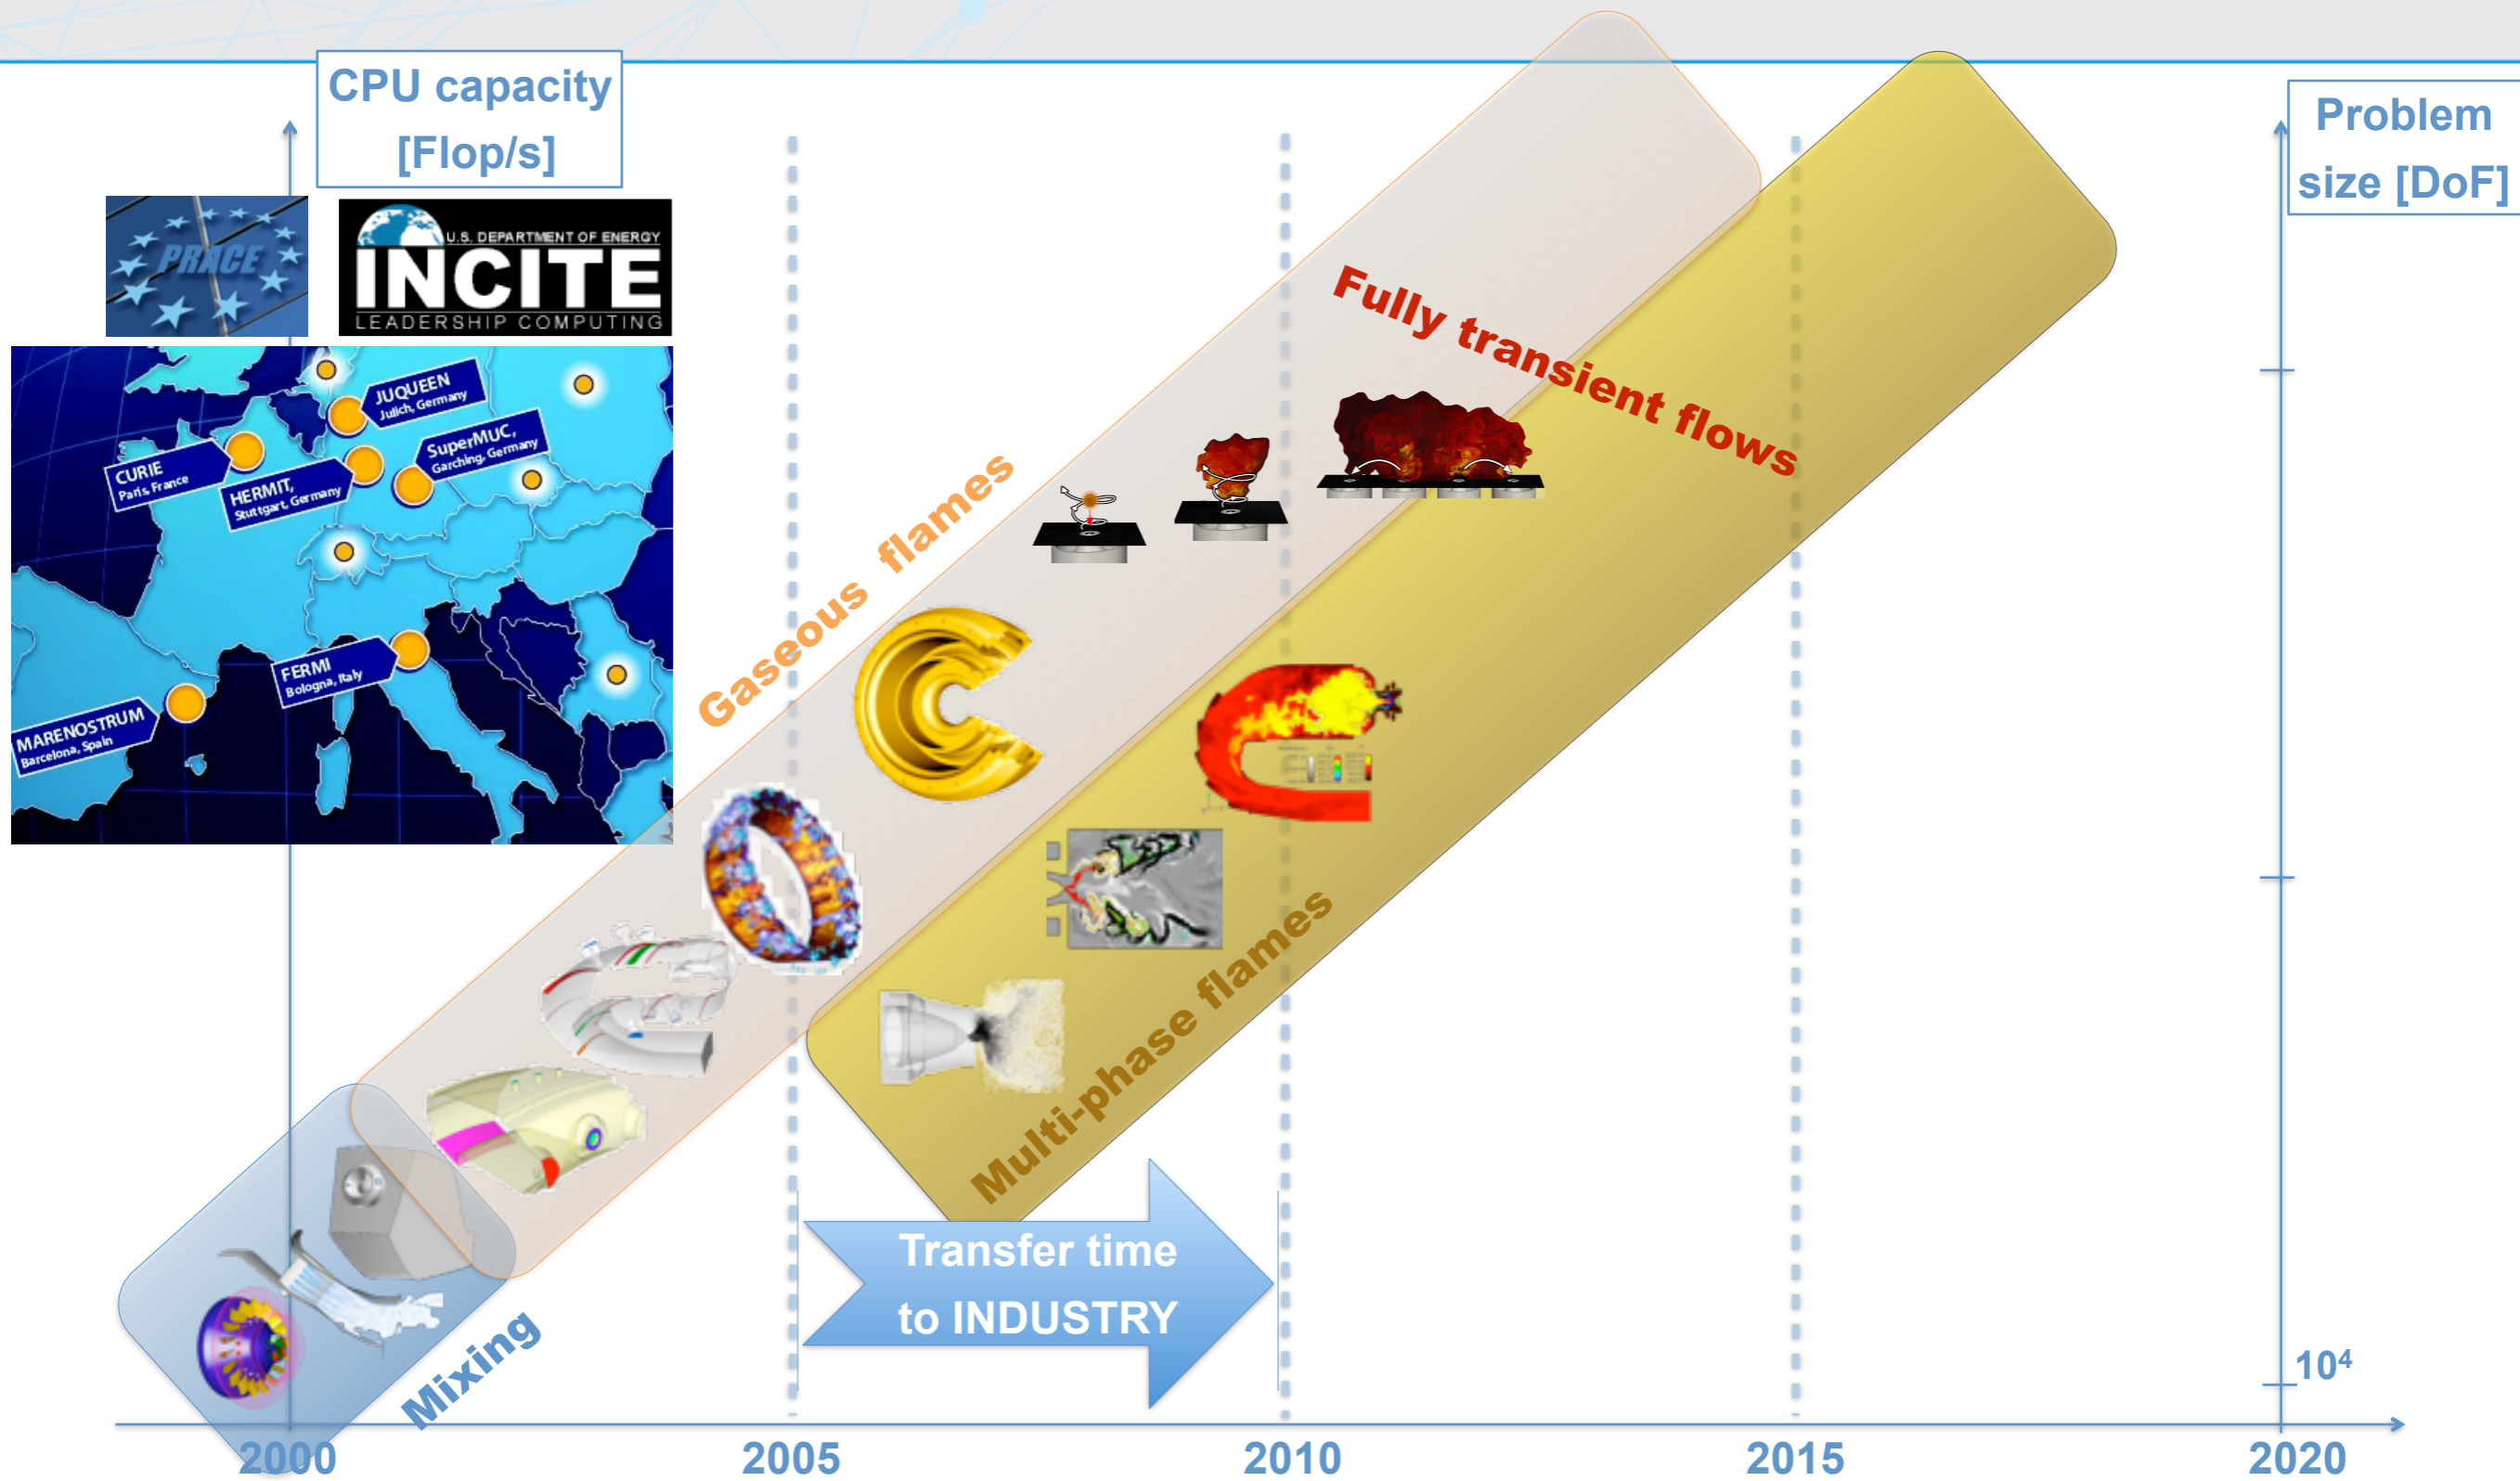 CPU capacity
[Flop/s]
Problem
size [DoF]
PRACE
U.S. DEPARTMENT OF ENERGY
INCITE
LEADERSHIP COMPUTING
JUQUEEN
Julich, Germany
SuperMUC,
Garching, Germany
CURIE
Paris, France
HERMIT,
Stuttgart, Germany
FERMI
Bologna, Italy
MARENOSTRUM
Barcelona, Spain
Fully transient flows
Gaseous flames
Multi-phase flames
Mixing
Transfer time
to INDUSTRY
10⁴
2000
2005
2010
2015
2020